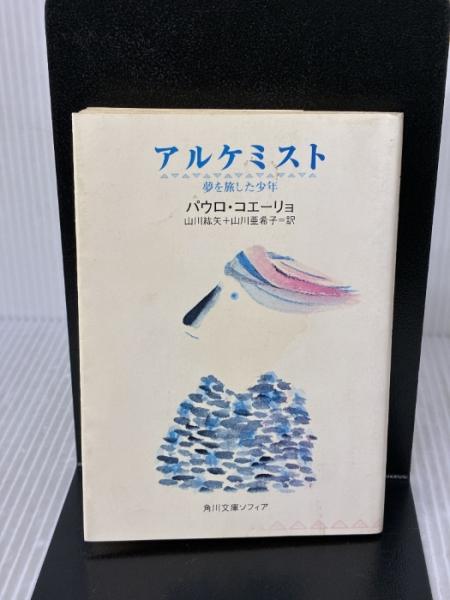 アルケミスト
夢を旅した少年
パウロ・コエーリョ
山川紘矢+山川亜希子=訳
角川文庫ソフィア